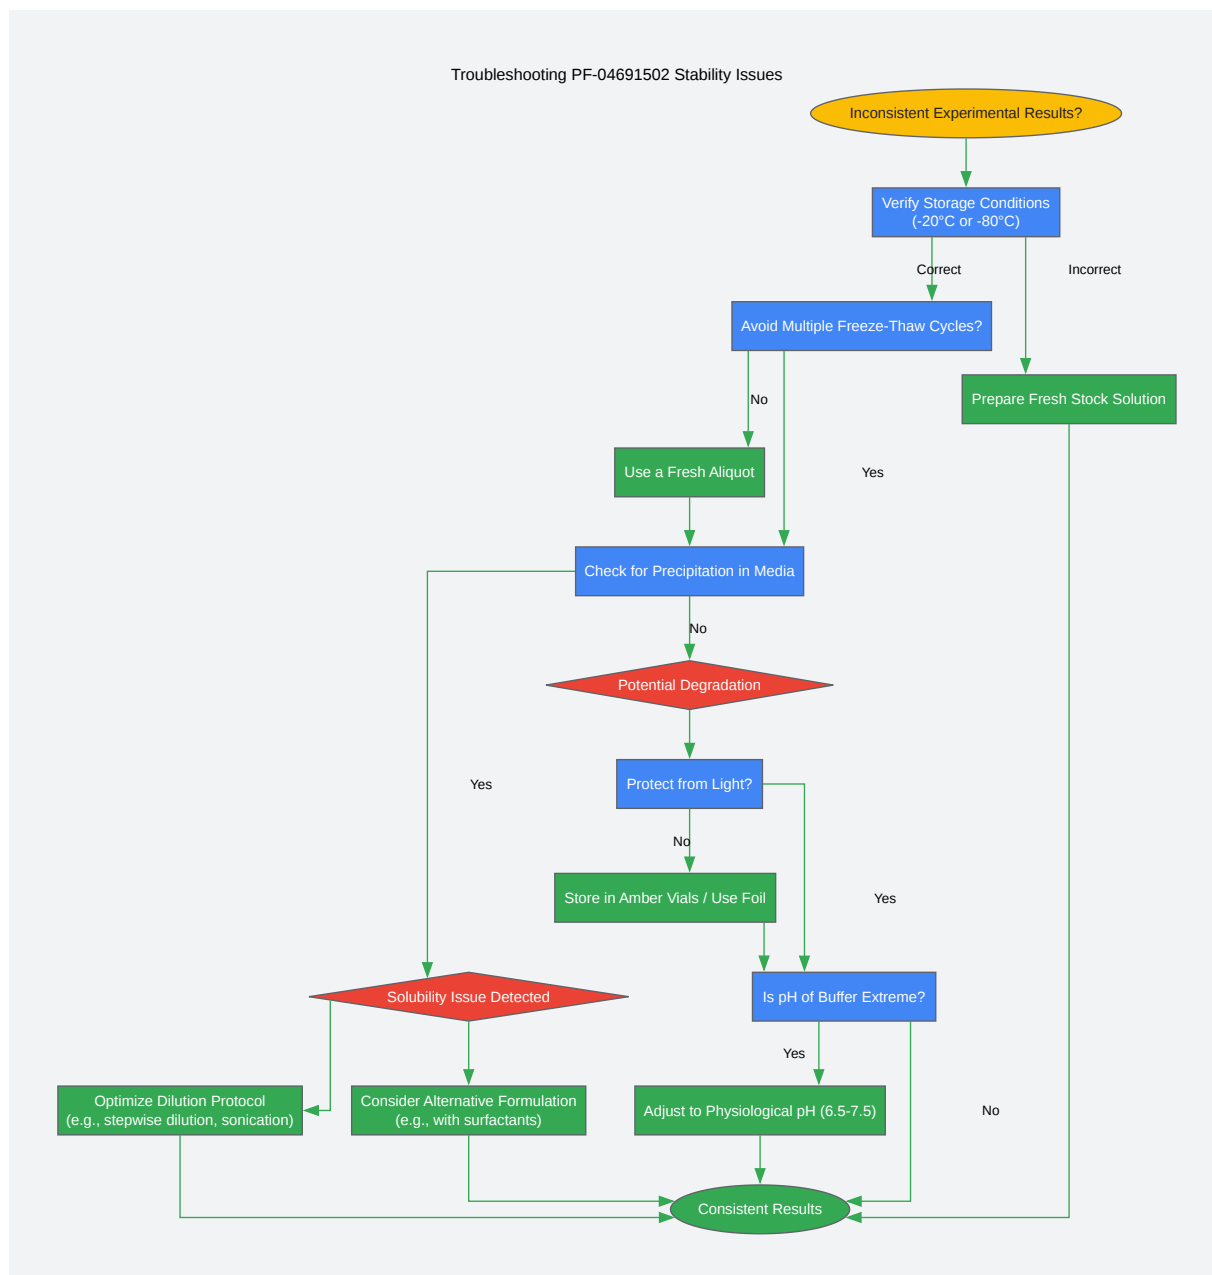 Troubleshooting PF-04691502 Stability Issues
Inconsistent Experimental Results?
Verify Storage Conditions
(-20°C or -80°C)
Correct
Incorrect
Avoid Multiple Freeze-Thaw Cycles?
No
Prepare Fresh Stock Solution
Use a Fresh Aliquot
Yes
Check for Precipitation in Media
No
Potential Degradation
Yes
Protect from Light?
No
Store in Amber Vials / Use Foil
Yes
Solubility Issue Detected
Is pH of Buffer Extreme?
Yes
Optimize Dilution Protocol
(e.g., stepwise dilution, sonication)
Consider Alternative Formulation
(e.g., with surfactants)
Adjust to Physiological pH (6.5-7.5)
No
Consistent Results